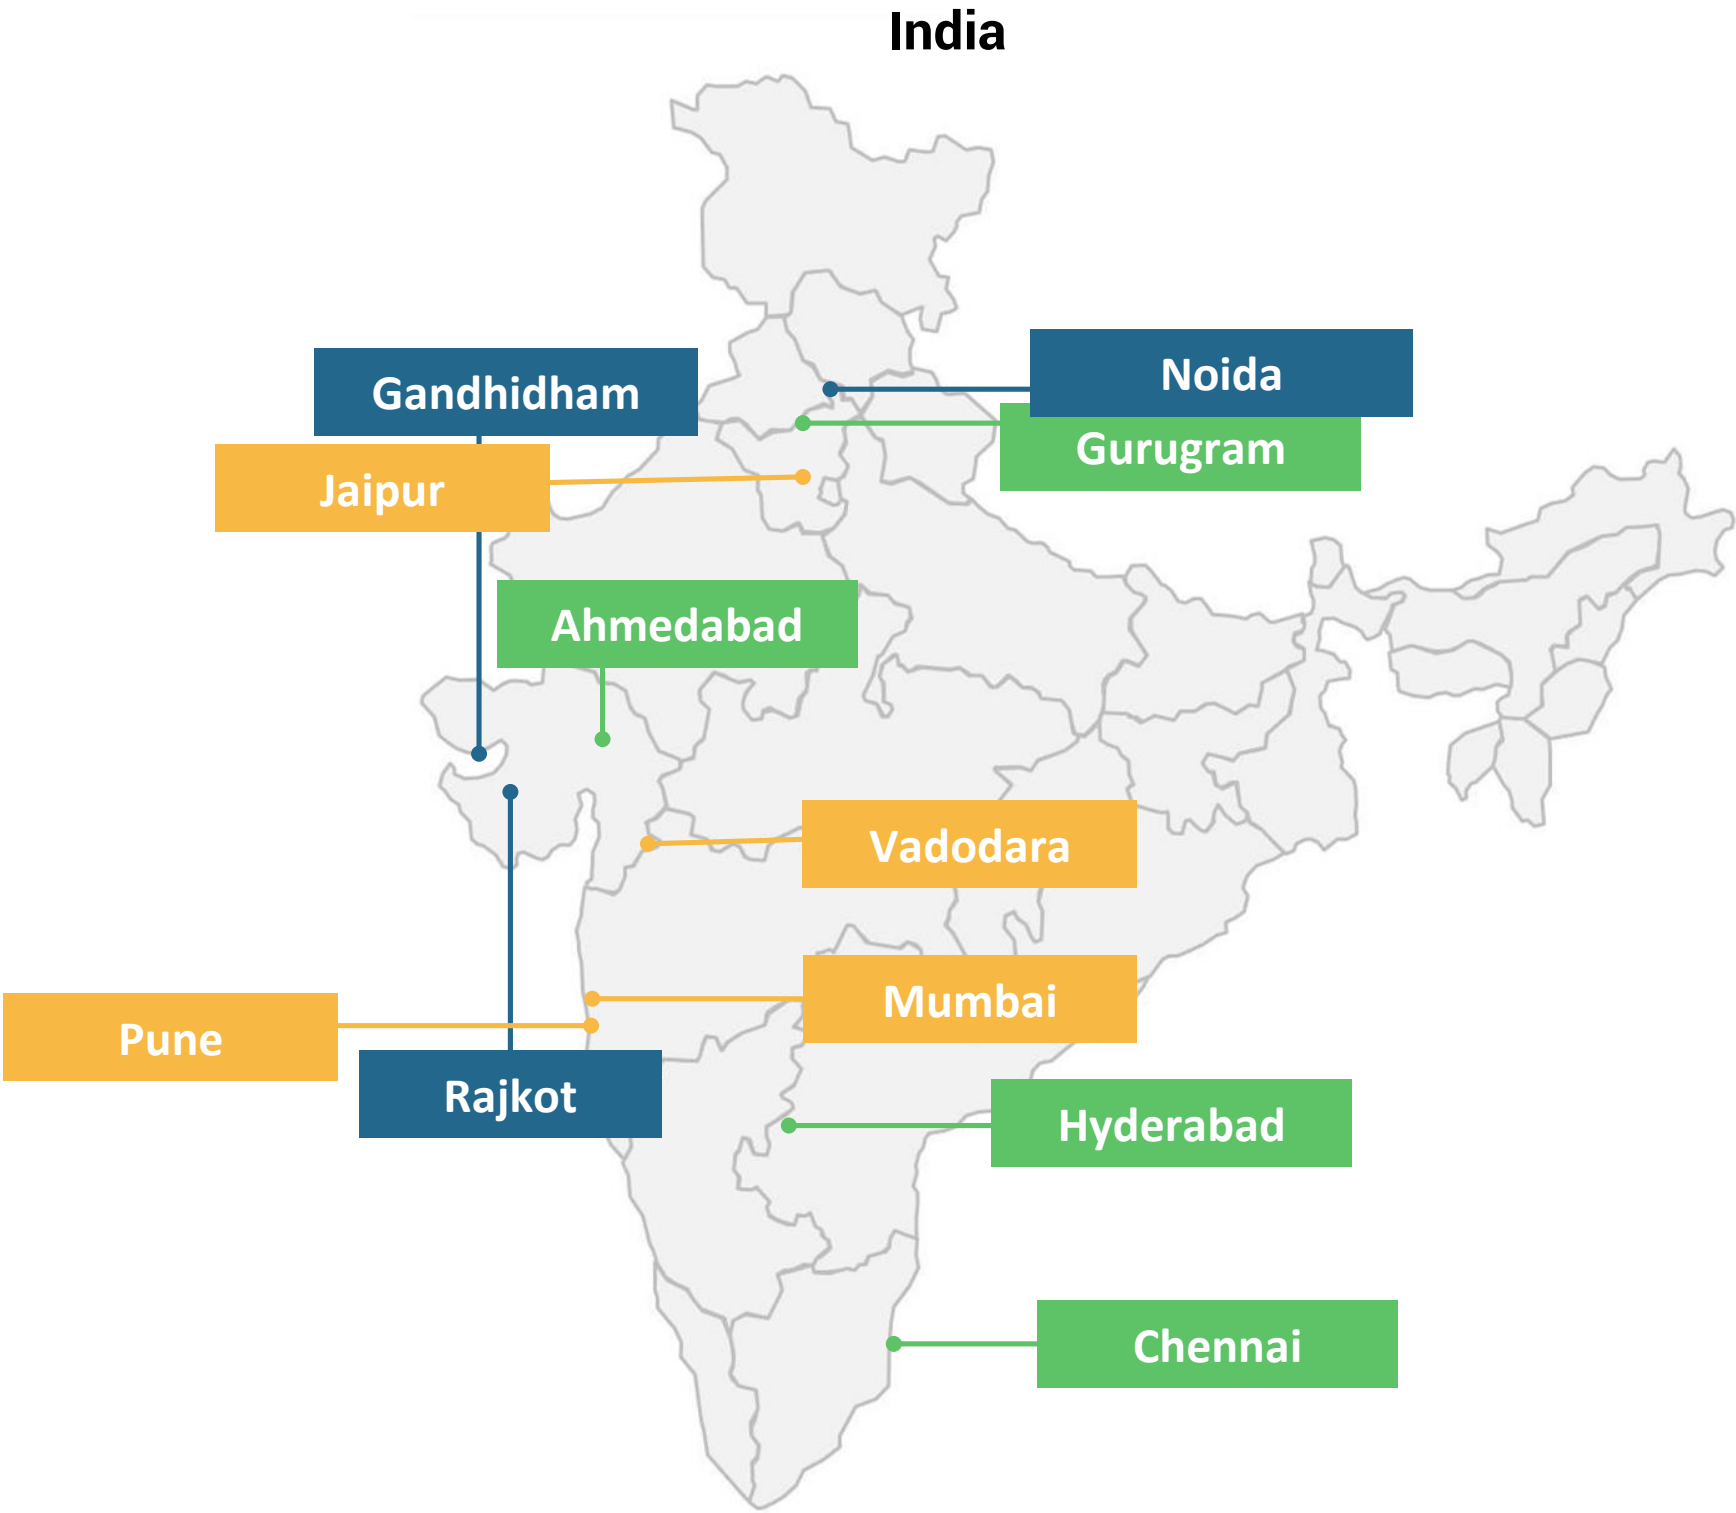 India
Noida
Gandhidham
Gurugram
Jaipur
Ahmedabad
Vadodara
Mumbai
Pune
Rajkot
Hyderabad
Chennai